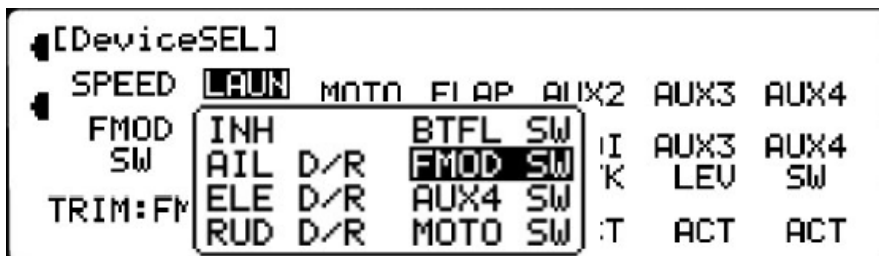 [DeviceSEL]
SPEED LAUN MOTO FLAP AUX2 AUX3 AUX4
FMOD SW AUX3 LEV AUX4 SW
INH BTFL SW
AIL D/R FMOD SW
ELE D/R AUX4 SW
RUD D/R MOTO SW
TRIM: ACT ACT